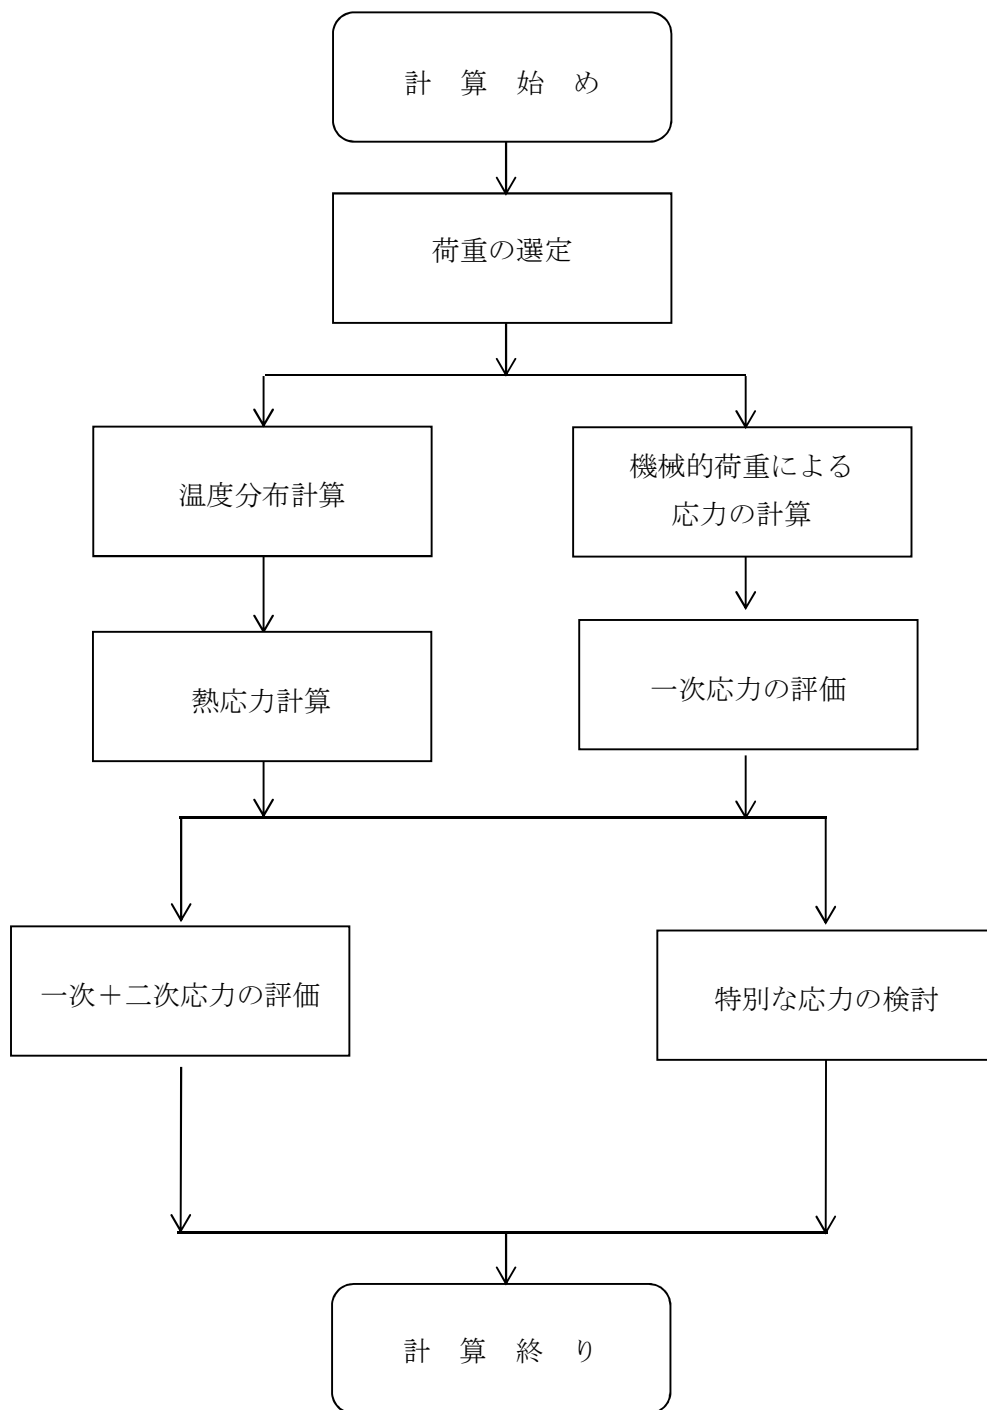 計 算 始 め
荷重の選定
温度分布計算
機械的荷重による
応力の計算
熱応力計算
一次応力の評価
一次＋二次応力の評価
特別な応力の検討
計 算 終 り